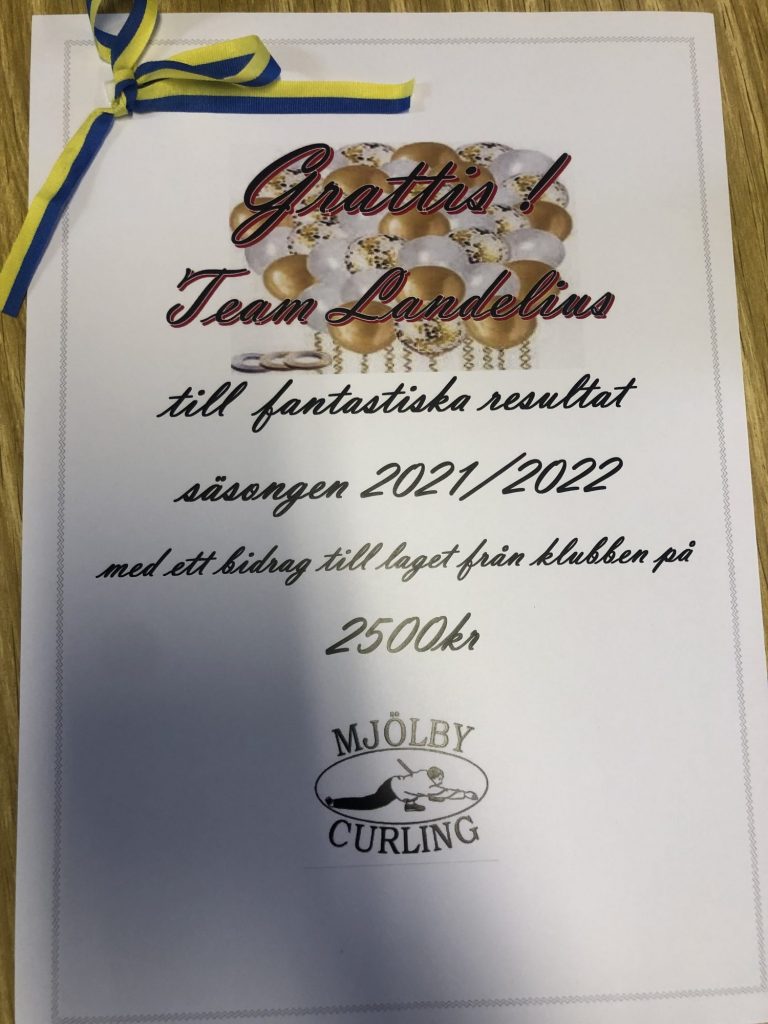 Grattis !
Team Landelius
till fantastiska resultat
säsongen 2021/2022
med ett bidrag till laget från klubben på
2500kr
MJÖLBY
CURLING